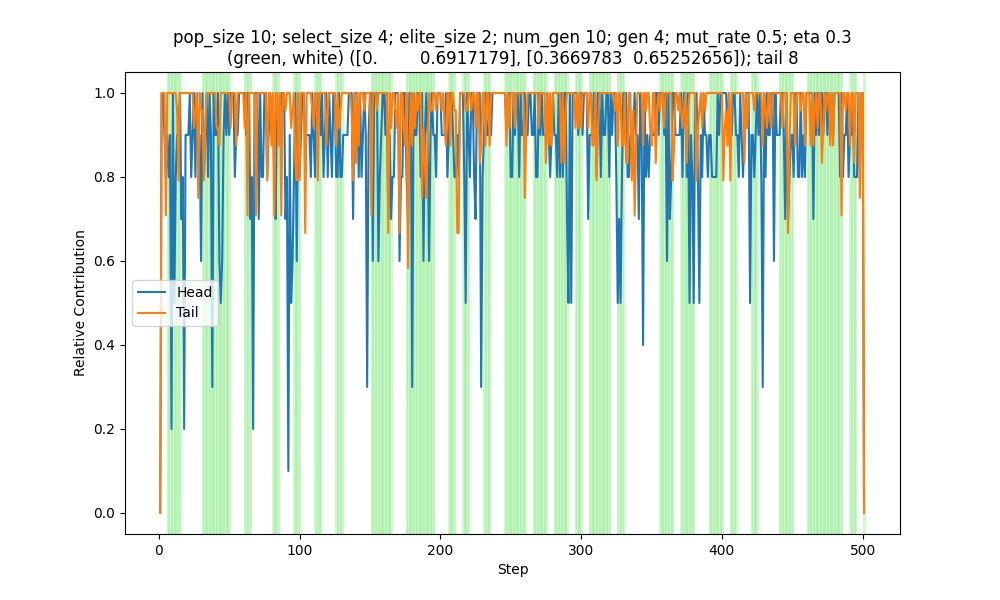 pop_size 10; select_size 4; elite_size 2; num_gen 10; gen 4; mut_rate 0.5; eta 0.3
(green, white) ([0.        0.6917179], [0.3669783  0.65252656]); tail 8
1.0
0.8
0.6
0.4
0.2
0.0
Relative Contribution
Head
Tail
0
100
200
300
400
500
Step